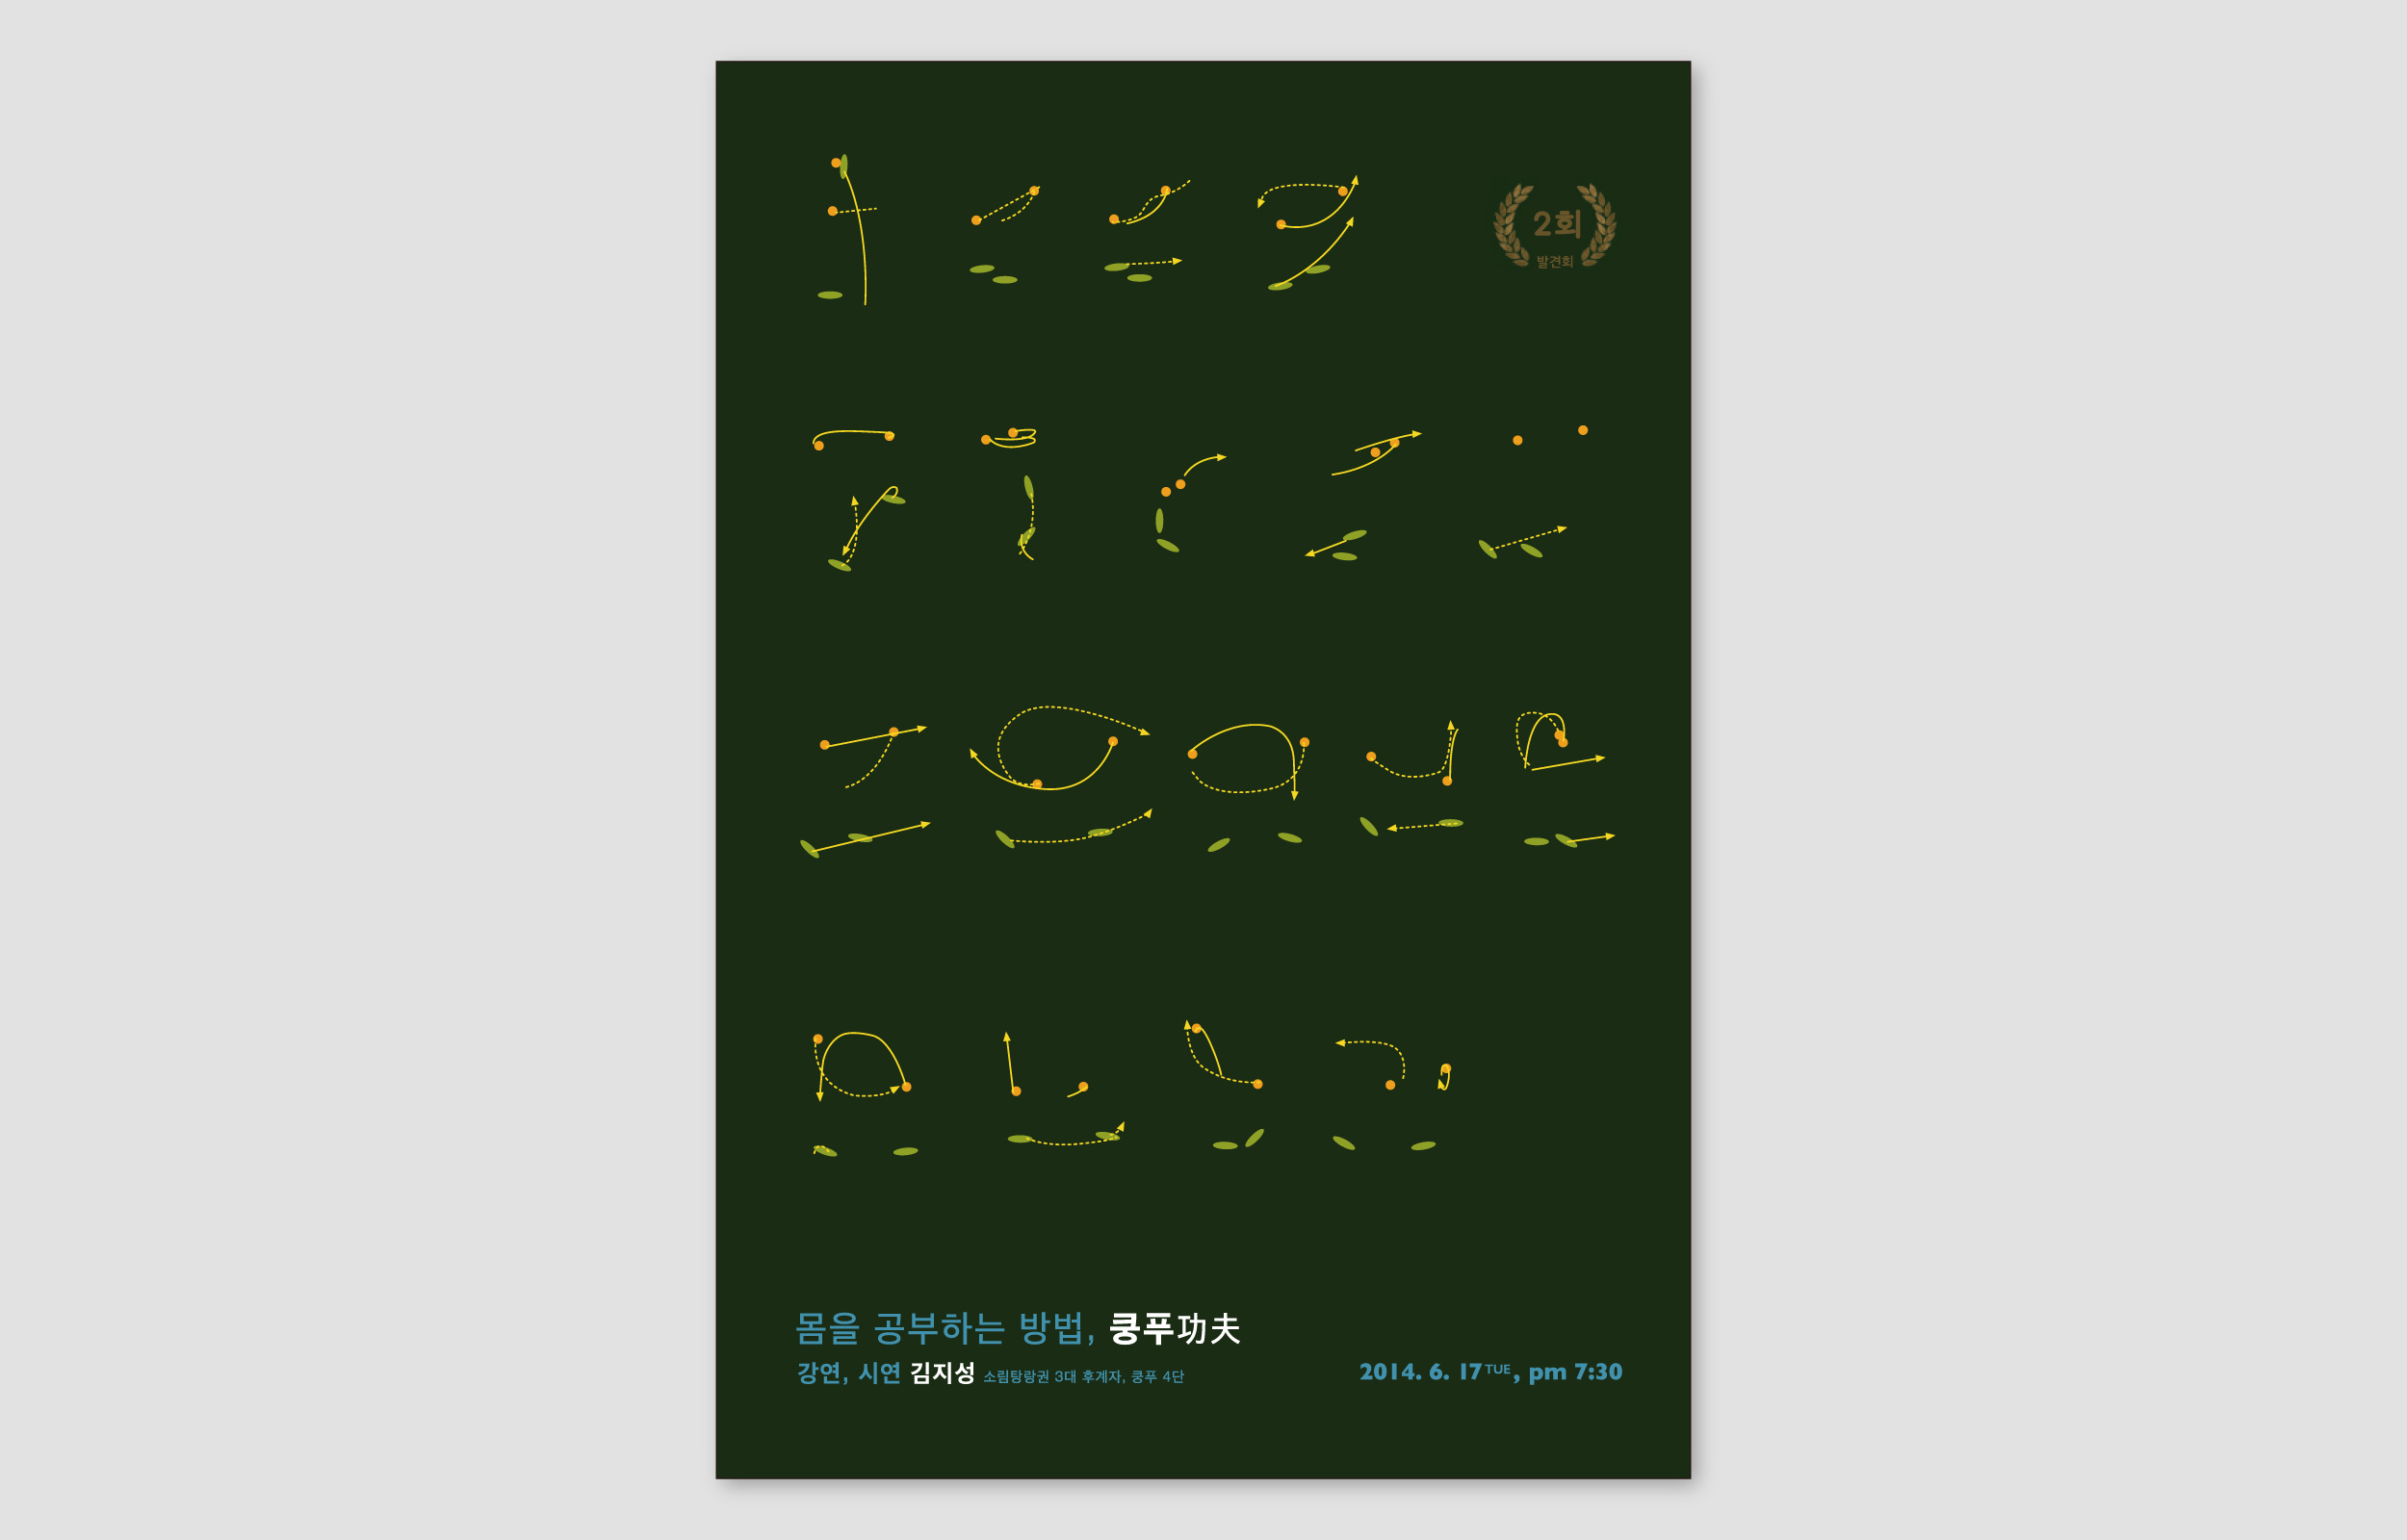 2회
발견회
몸을 공부하는 방법, 쿵푸功夫
강연, 시연 김지성 소림탕랑권 3대 후계자, 쿵푸 4단
2014. 6. 17TUE, pm 7:30